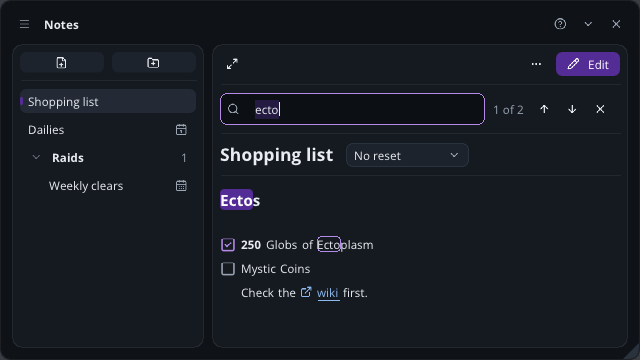 Notes
Edit
Shopping list
Dailies
Raids 1
Weekly clears
ecto
1 of 2
Shopping list
No reset
Ectos
250 Globs of Ectoplasm
Mystic Coins
Check the wiki first.